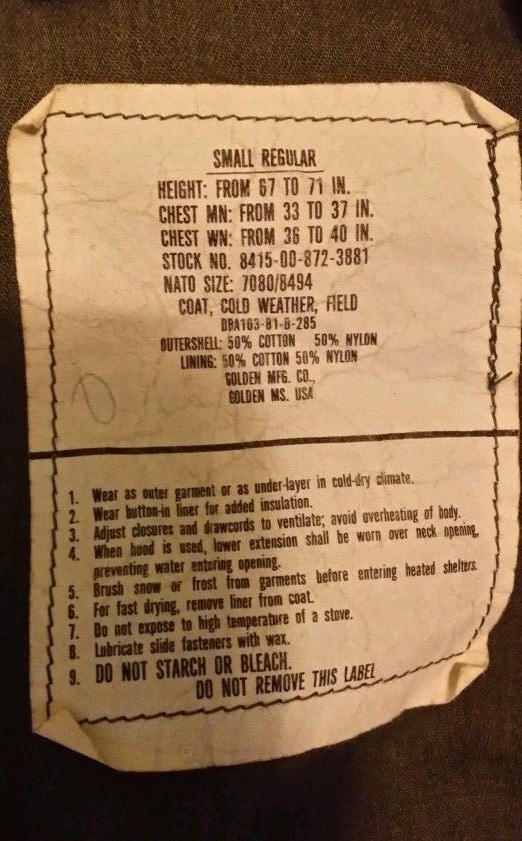 SMALL REGULAR
HEIGHT: FROM 67 TO 71 IN.
CHEST MN: FROM 33 TO 37 IN.
CHEST WN: FROM 36 TO 40 IN.
STOCK NO. 8415-00-872-3881
NATO SIZE: 7080/8494
COAT, COLD WEATHER, FIELD
DBA103-81-B-285
OUTERSHELL: 50% COTTON 50% NYLON
LINING: 50% COTTON 50% NYLON
GOLDEN MFG. CO.,
GOLDEN MS. USA
1. Wear as outer garment or as under-layer in cold-dry climate.
2. Wear button-in liner for added insulation.
3. Adjust closures and drawcords to ventilate; avoid overheating of body.
4. When hood is used, lower extension shall be worn over neck opening,
preventing water entering opening.
5. Brush snow or frost from garments before entering heated shelters.
6. For fast drying, remove liner from coat.
7. Do not expose to high temperature of a stove.
8. Lubricate slide fasteners with wax.
9. DO NOT STARCH OR BLEACH.
DO NOT REMOVE THIS LABEL